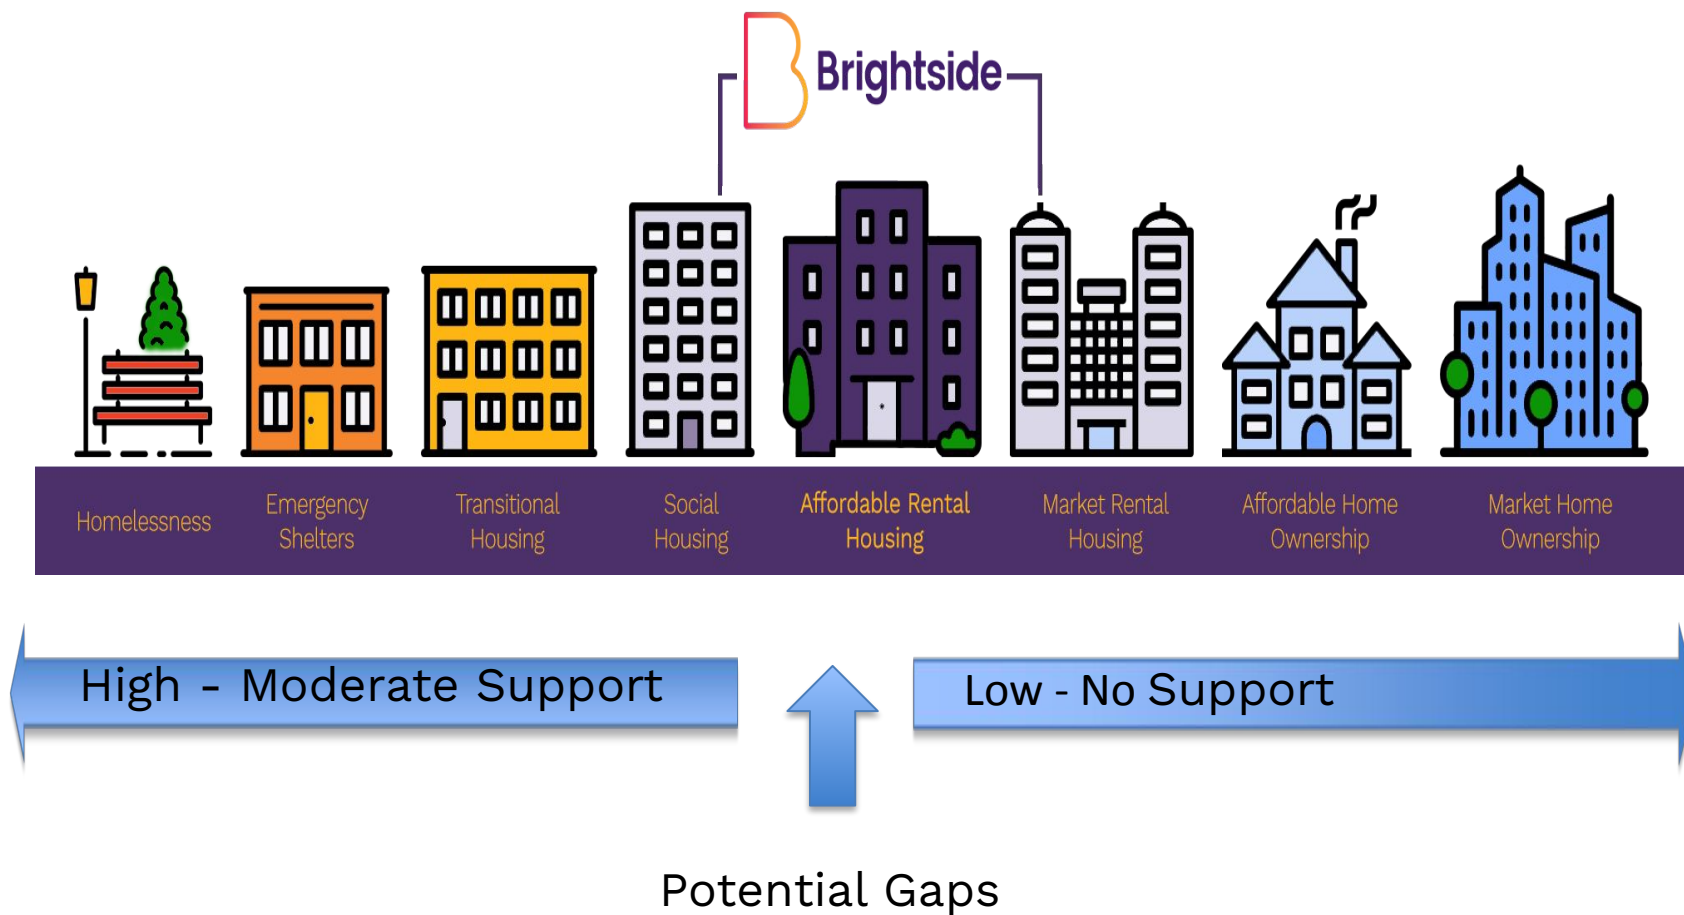 Brightside
Homelessness
Emergency
Shelters
Transitional
Housing
Social
Housing
Affordable Rental
Housing
Market Rental
Housing
Affordable Home
Ownership
Market Home
Ownership
High - Moderate Support
Low - No Support
Potential Gaps